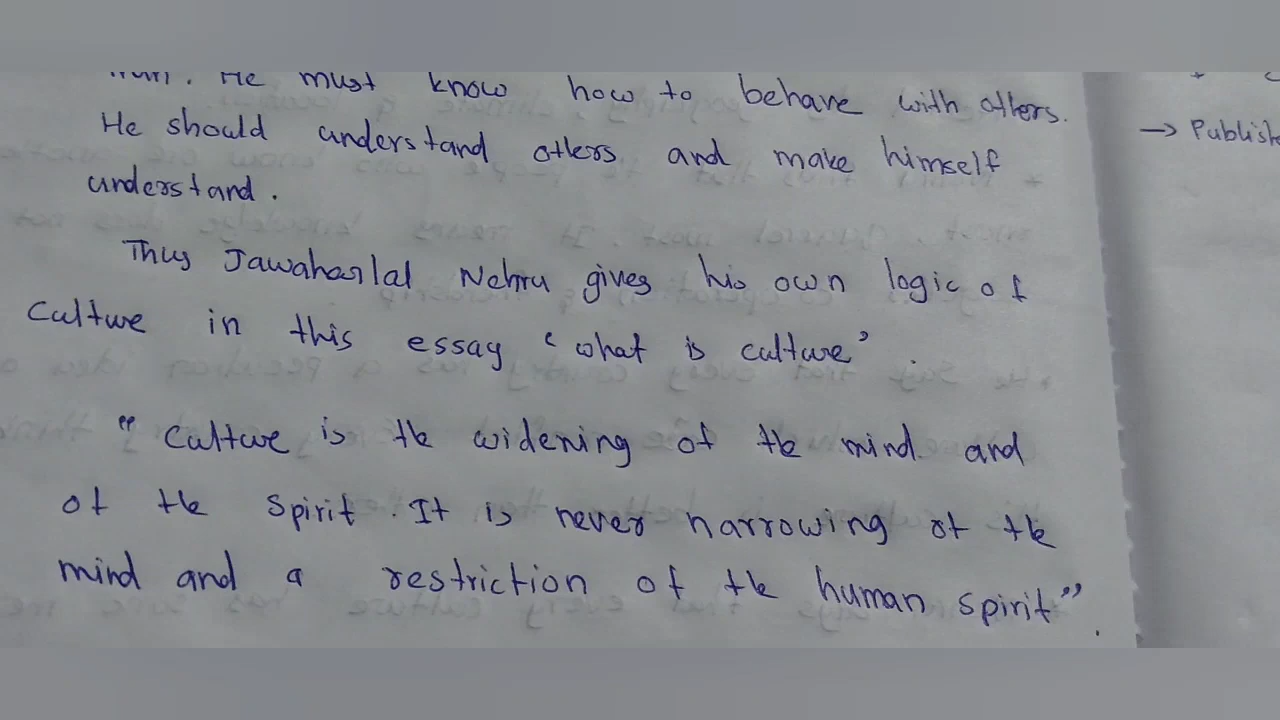 He must know how to behave with others.
He should understand others and make himself
understand.
Thus Jawaharlal Nehru gives his own logic of
Culture in this essay ‘what is culture’.
“ Culture is the widening of the mind and
of the spirit. It is never narrowing of the
mind and a restriction of the human spirit”.
→ Publish